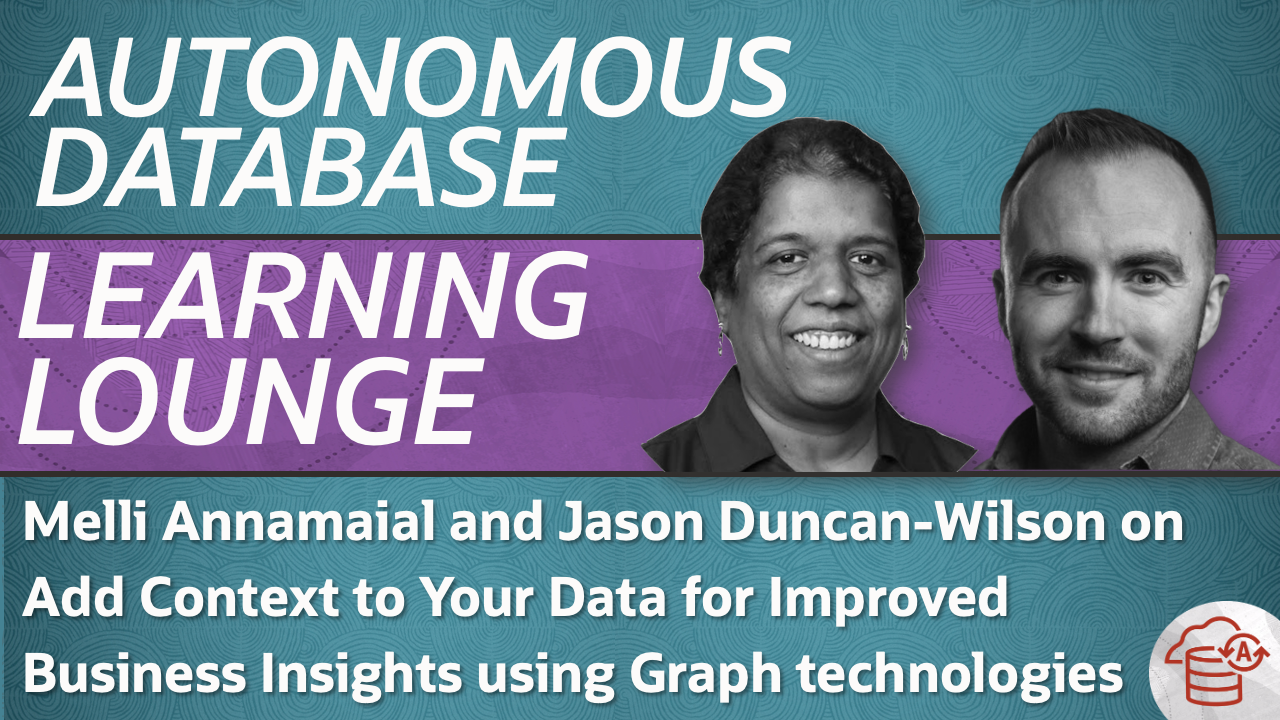 AUTONOMOUS
DATABASE
LEARNING
LOUNGE
Melli Annamaial and Jason Duncan-Wilson on
Add Context to Your Data for Improved
Business Insights using Graph technologies
A